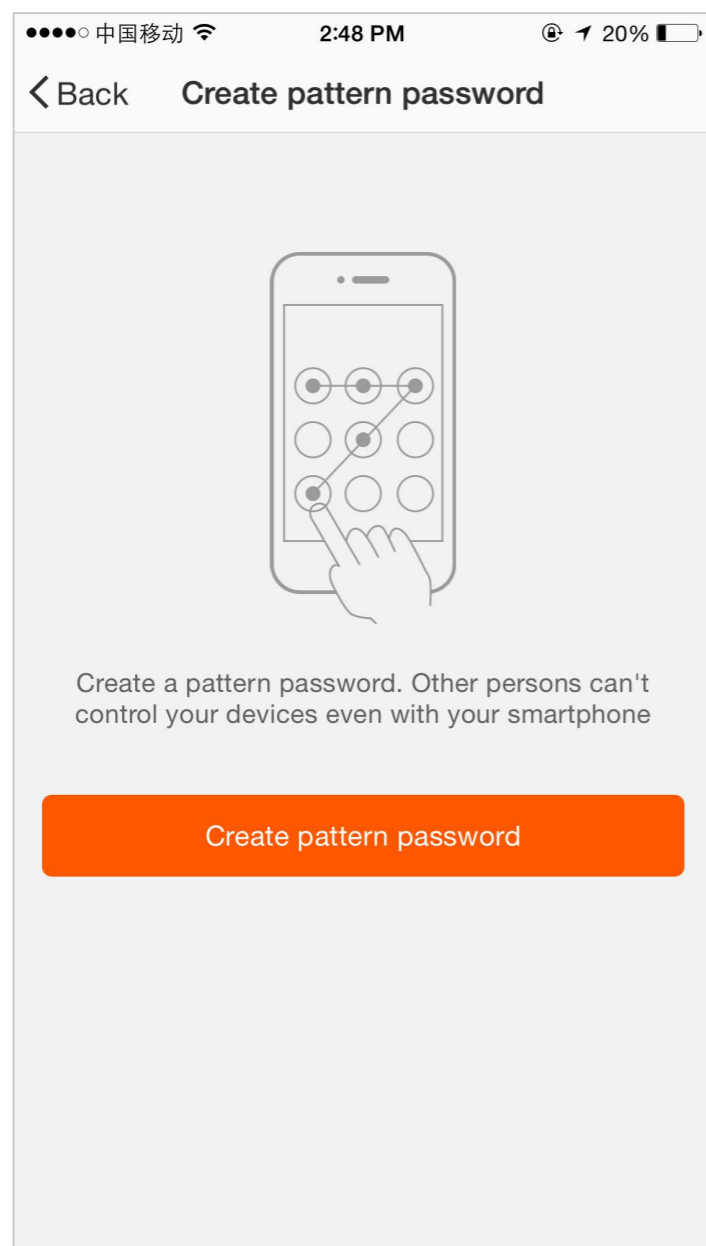 中国移动 2:48 PM 20%
Back Create pattern password
Create a pattern password. Other persons can't
control your devices even with your smartphone
Create pattern password